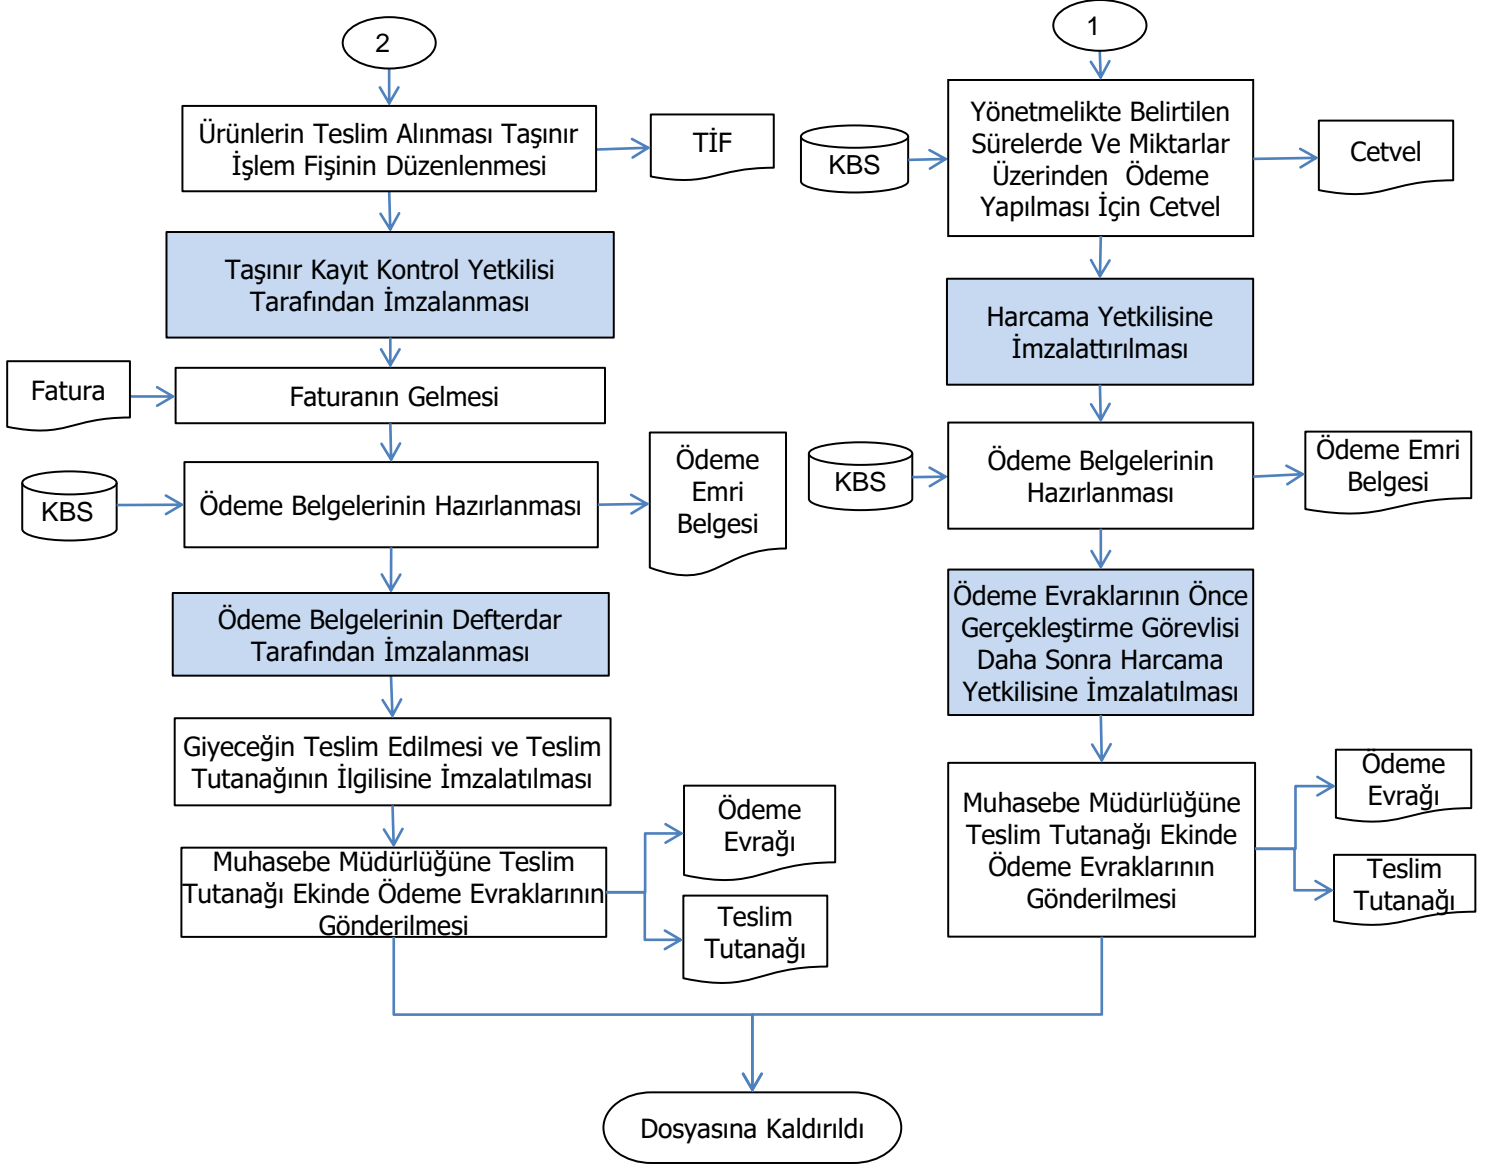 2
Ürünlerin Teslim Alınması Taşınır
İşlem Fişinin Düzenlenmesi
TİF
Taşınır Kayıt Kontrol Yetkilisi
Tarafından İmzalanması
Fatura
Faturanın Gelmesi
KBS
Ödeme Belgelerinin Hazırlanması
Ödeme
Emri
Belgesi
Ödeme Belgelerinin Defterdar
Tarafından İmzalanması
Giyeceğin Teslim Edilmesi ve Teslim
Tutanağının İlgilisine İmzalatılması
Muhasebe Müdürlüğüne Teslim
Tutanağı Ekinde Ödeme Evraklarının
Gönderilmesi
Ödeme
Evrağı
Teslim
Tutanağı
1
KBS
Yönetmelikte Belirtilen
Sürelerde Ve Miktarlar
Üzerinden  Ödeme
Yapılması İçin Cetvel
Cetvel
Harcama Yetkilisine
İmzalattırılması
KBS
Ödeme Belgelerinin
Hazırlanması
Ödeme Emri
Belgesi
Ödeme Evraklarının Önce
Gerçekleştirme Görevlisi
Daha Sonra Harcama
Yetkilisine İmzalatılması
Muhasebe Müdürlüğüne
Teslim Tutanağı Ekinde
Ödeme Evraklarının
Gönderilmesi
Ödeme
Evrağı
Teslim
Tutanağı
Dosyasına Kaldırıldı